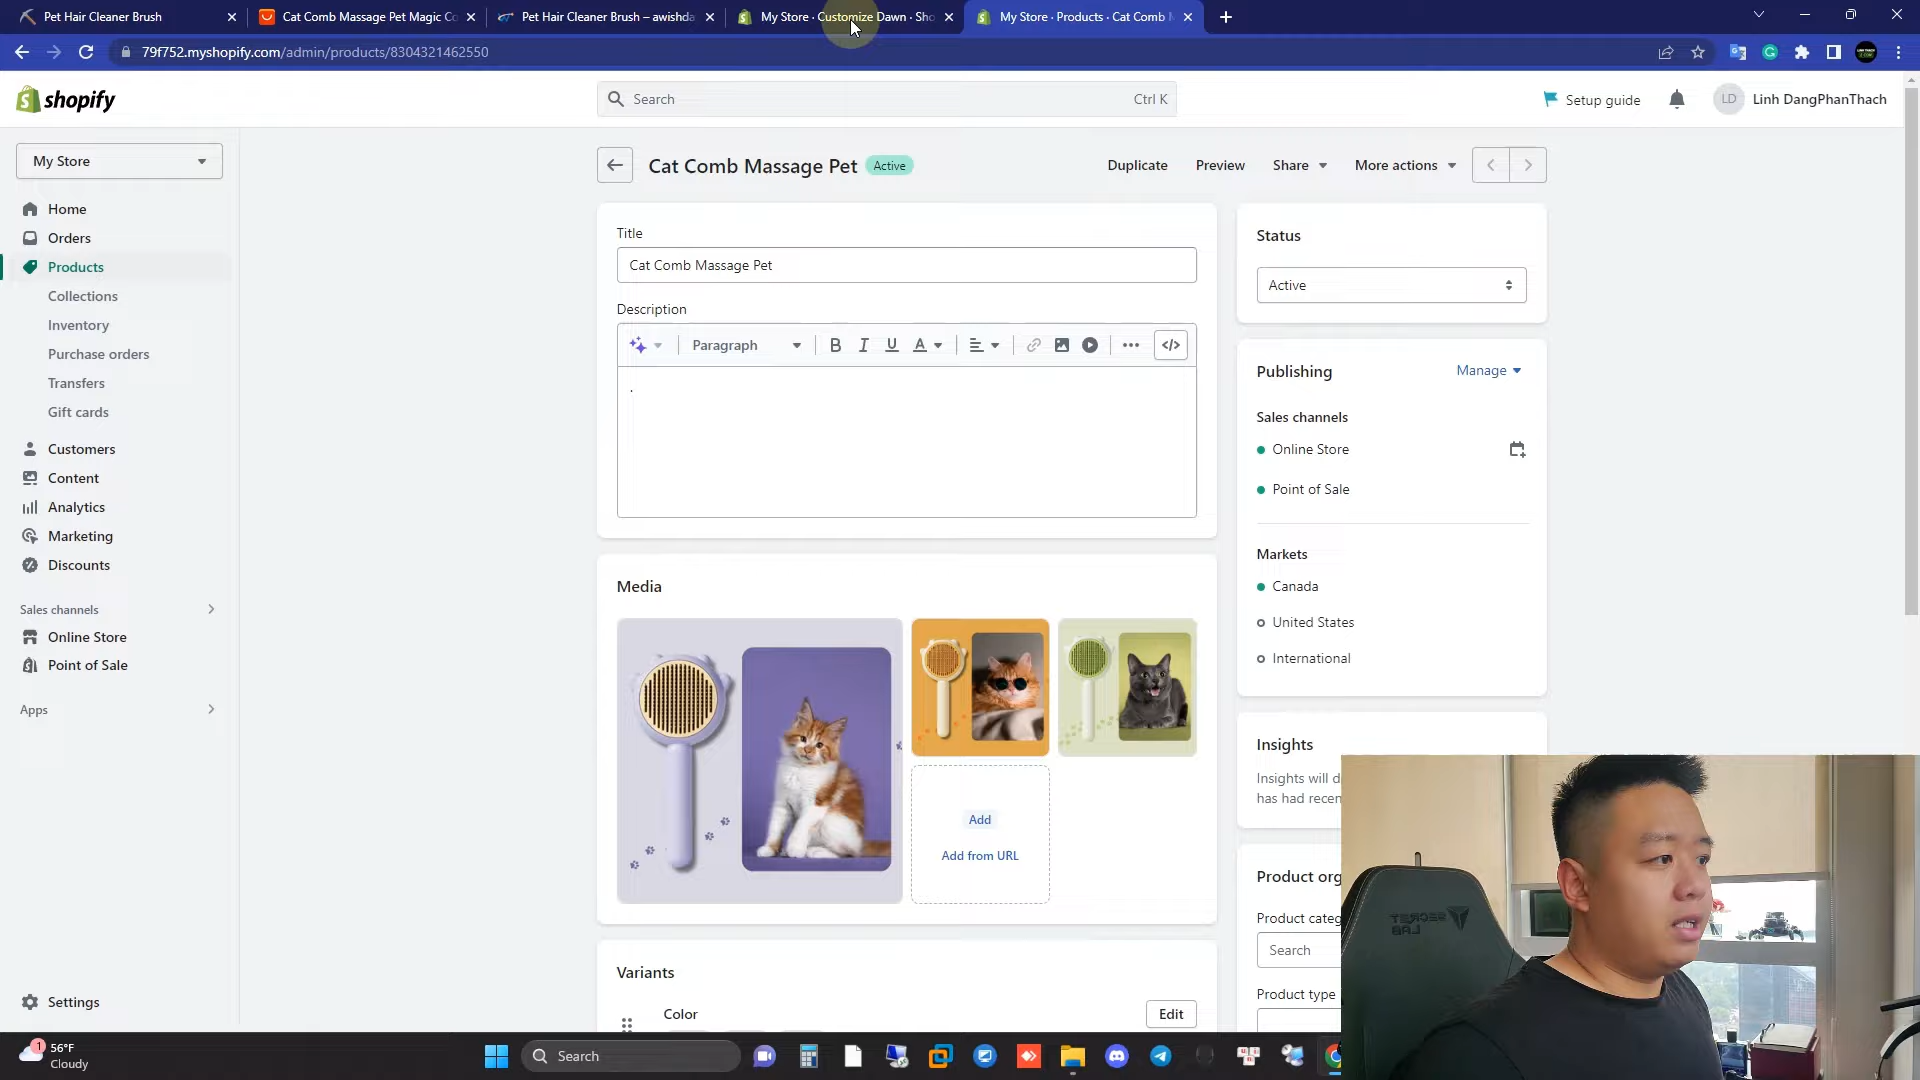 Pet Hair Cleaner Brush
Cat Comb Massage Pet Magic Co
Pet Hair Cleaner Brush – awishda
My Store · Customize Dawn · Sho
My Store · Products · Cat Comb M
79f752.myshopify.com/admin/products/8304321462550
shopify
Search
Ctrl K
Setup guide
LD
Linh DangPhanThach
My Store
Home
Orders
Products
Collections
Inventory
Purchase orders
Transfers
Gift cards
Customers
Content
Analytics
Marketing
Discounts
Sales channels
Online Store
Point of Sale
Apps
Settings
Cat Comb Massage Pet
Active
Duplicate
Preview
Share
More actions
Title
Cat Comb Massage Pet
Description
Paragraph
B I U A
</>
.
Media
Add
Add from URL
Variants
Color
Edit
Status
Active
Publishing
Manage
Sales channels
Online Store
Point of Sale
Markets
Canada
United States
International
Insights
Insights will d
has had recen
Product org
Product categ
Search
Product type
SECRET
LAB
1
56°F
Cloudy
Search